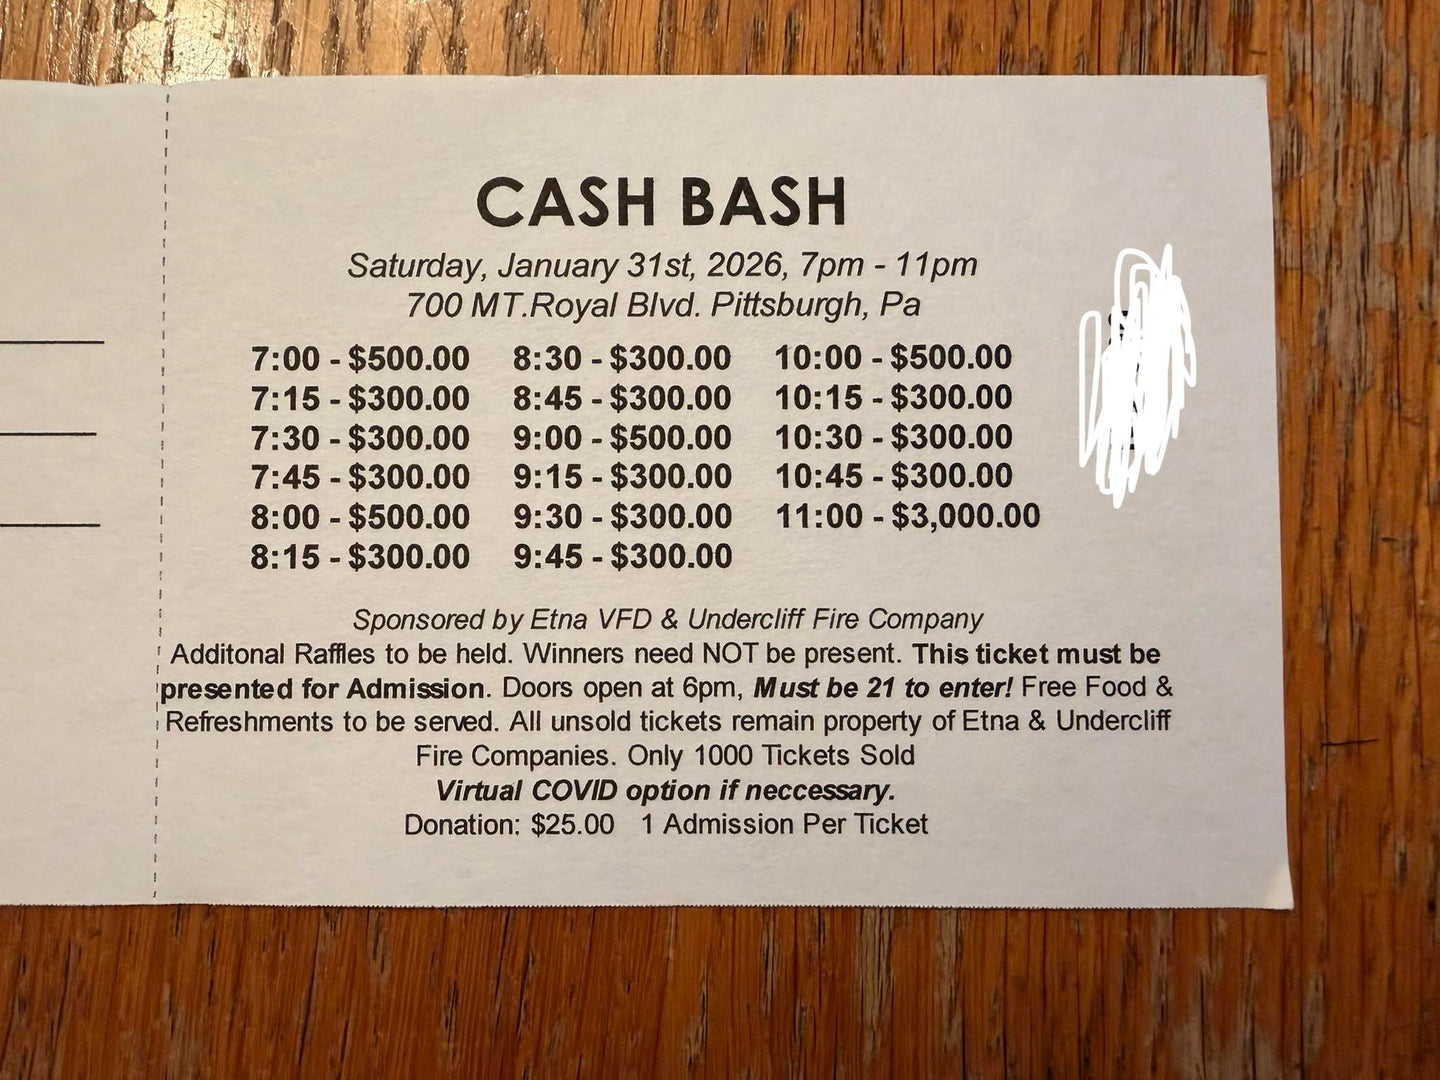 CASH BASH
Saturday, January 31st, 2026, 7pm - 11pm
700 MT.Royal Blvd. Pittsburgh, Pa
7:00 - $500.00 8:30 - $300.00 10:00 - $500.00
7:15 - $300.00 8:45 - $300.00 10:15 - $300.00
7:30 - $300.00 9:00 - $500.00 10:30 - $300.00
7:45 - $300.00 9:15 - $300.00 10:45 - $300.00
8:00 - $500.00 9:30 - $300.00 11:00 - $3,000.00
8:15 - $300.00 9:45 - $300.00
Sponsored by Etna VFD & Undercliff Fire Company
Additonal Raffles to be held. Winners need NOT be present. This ticket must be
presented for Admission. Doors open at 6pm, Must be 21 to enter! Free Food &
Refreshments to be served. All unsold tickets remain property of Etna & Undercliff
Fire Companies. Only 1000 Tickets Sold
Virtual COVID option if neccessary.
Donation: $25.00 1 Admission Per Ticket